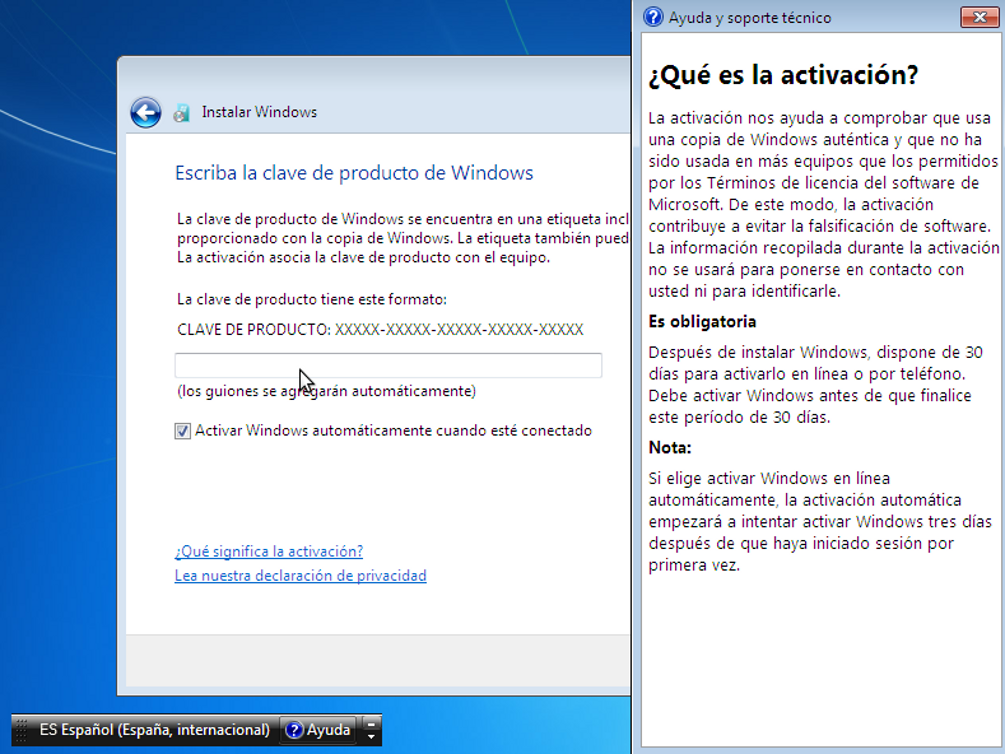 Instalar Windows
Escriba la clave de producto de Windows
La clave de producto de Windows se encuentra en una etiqueta
proporcionado con la copia de Windows. La etiqueta también
La activación asocia la clave de producto con el equipo.
La clave de producto tiene este formato:
CLAVE DE PRODUCTO: XXXXX-XXXXX-XXXXX-XXXXX-XXXXX
(los guiones se agregarán automáticamente)
Activar Windows automáticamente cuando esté conectado
¿Qué significa la activación?
Lea nuestra declaración de privacidad
ES Español (España, internacional)
Ayuda
Ayuda y soporte técnico
¿Qué es la activación?
La activación nos ayuda a comprobar que usa
una copia de Windows auténtica y que no ha
sido usada en más equipos que los permitidos
por los Términos de licencia del software de
Microsoft. De este modo, la activación
contribuye a evitar la falsificación de software.
La información recopilada durante la activación
no se usará para ponerse en contacto con
usted ni para identificarle.
Es obligatoria
Después de instalar Windows, dispone de 30
días para activarlo en línea o por teléfono.
Debe activar Windows antes de que finalice
este período de 30 días.
Nota:
Si elige activar Windows en línea
automáticamente, la activación automática
empezará a intentar activar Windows tres días
después de que haya iniciado sesión por
primera vez.